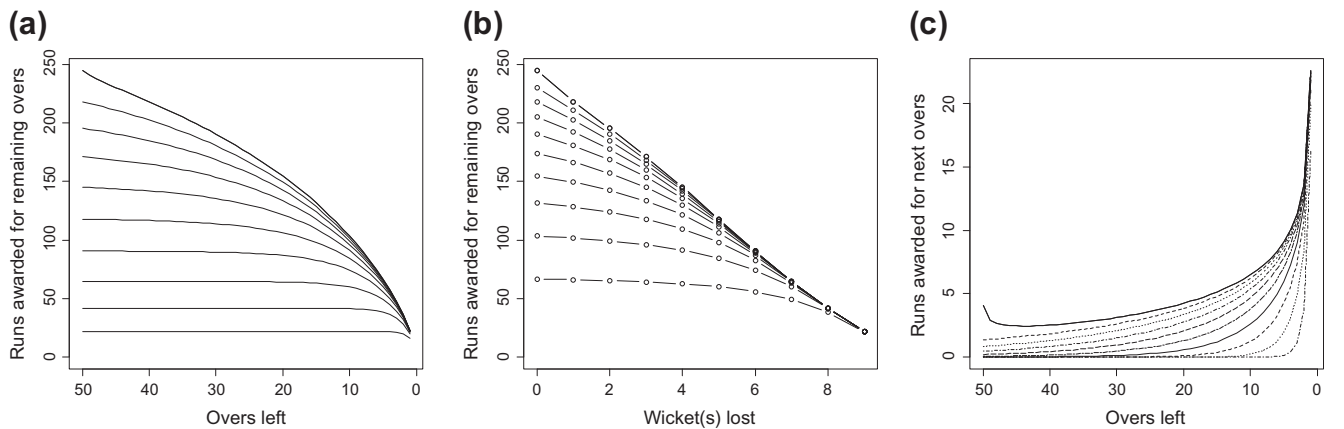 (a)
Runs awarded for remaining overs
0 50 100 150 200 250
50 40 30 20 10 0
Overs left
(b)
Runs awarded for remaining overs
0 50 100 150 200 250
0 2 4 6 8
Wicket(s) lost
(c)
Runs awarded for next overs
0 5 10 15 20
50 40 30 20 10 0
Overs left